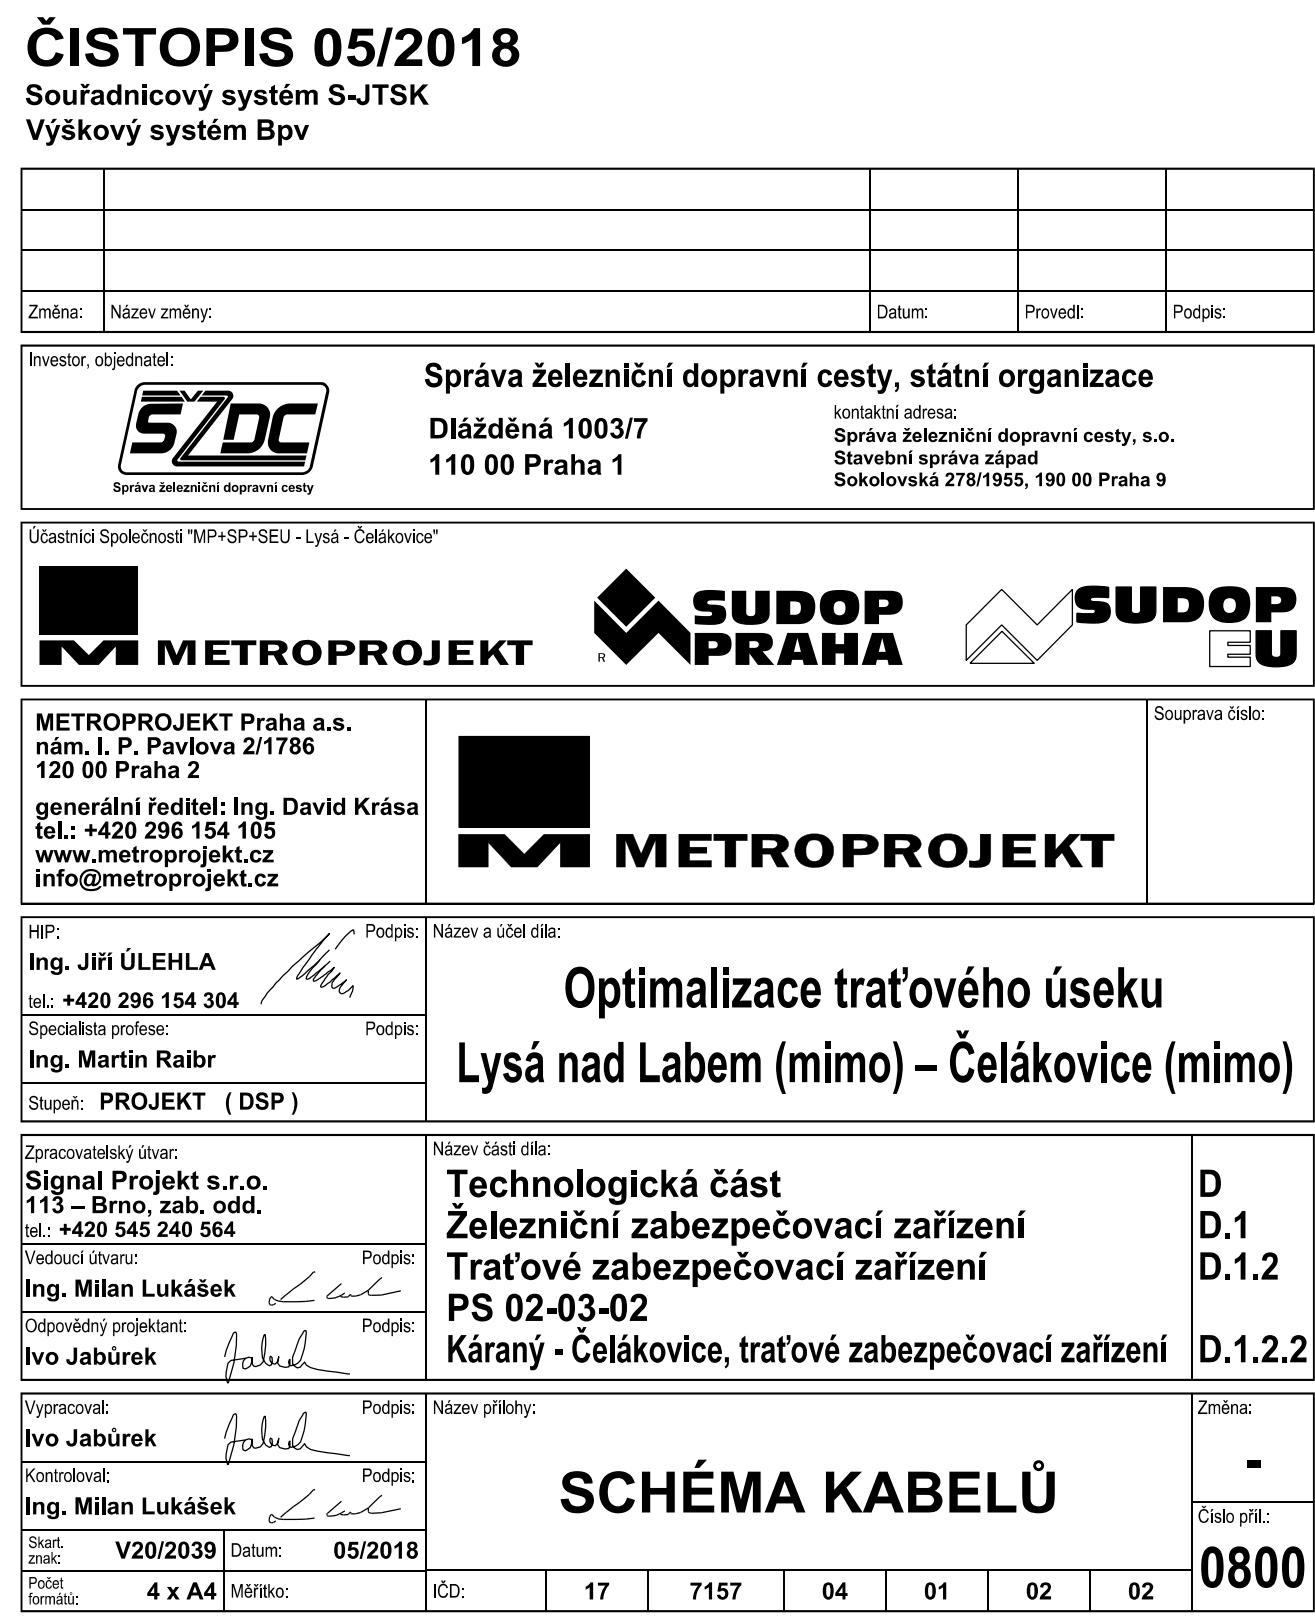 ČISTOPIS 05/2018
Souřadnicový systém S-JTSK
Výškový systém Bpv
Změna: Název změny: Datum: Provedl: Podpis:
Investor, objednatel:
ŠŽDC
Správa železniční dopravní cesty
Správa železniční dopravní cesty, státní organizace
Dlážděná 1003/7
110 00 Praha 1
kontaktní adresa:
Správa železniční dopravní cesty, s.o.
Stavební správa západ
Sokolovská 278/1955, 190 00 Praha 9
Účastníci Společnosti "MP+SP+SEU - Lysá - Čelákovice"
METROPROJEKT
R
SUDOP
PRAHA
SUDOP
EU
METROPROJEKT Praha a.s.
nám. I. P. Pavlova 2/1786
120 00 Praha 2
generální ředitel: Ing. David Krása
tel.: +420 296 154 105
www.metroprojekt.cz
info@metroprojekt.cz
METROPROJEKT
Souprava číslo:
HIP: Podpis:
Ing. Jiří ÚLEHLA
tel.: +420 296 154 304
Specialista profese: Podpis:
Ing. Martin Raibr
Stupeň: PROJEKT ( DSP )
Název a účel díla:
Optimalizace traťového úseku
Lysá nad Labem (mimo) – Čelákovice (mimo)
Zpracovatelský útvar:
Signal Projekt s.r.o.
113 – Brno, zab. odd.
tel.: +420 545 240 564
Vedoucí útvaru: Podpis:
Ing. Milan Lukášek
Odpovědný projektant: Podpis:
Ivo Jabůrek
Název části díla:
Technologická část D
Železniční zabezpečovací zařízení D.1
Traťové zabezpečovací zařízení D.1.2
PS 02-03-02
Káraný - Čelákovice, traťové zabezpečovací zařízení D.1.2.2
Vypracoval: Podpis:
Ivo Jabůrek
Kontroloval: Podpis:
Ing. Milan Lukášek
Skart. znak: V20/2039 Datum: 05/2018
Počet formátů: 4 x A4 Měřítko:
Název přílohy:
SCHÉMA KABELŮ
IČD: 17 7157 04 01 02 02
Změna:
-
Číslo příl.:
0800